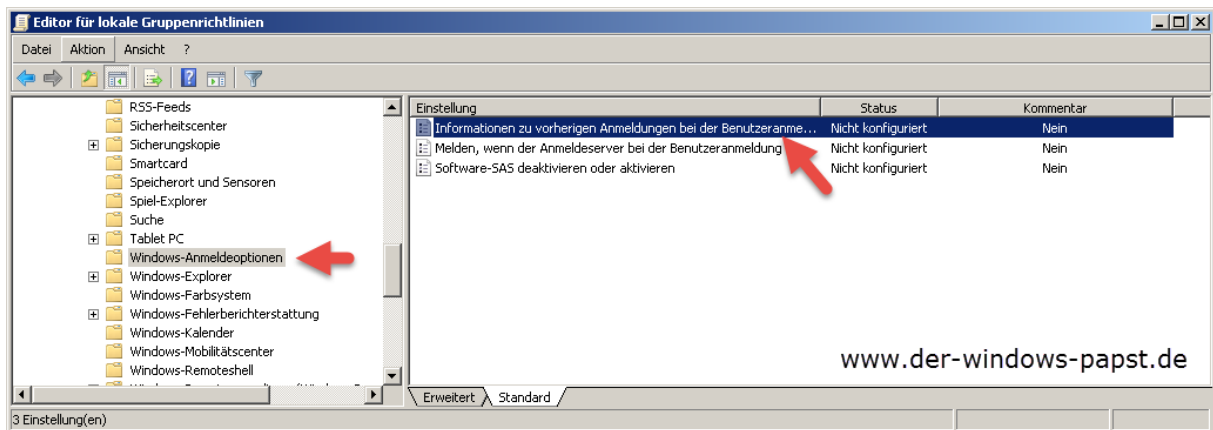 Editor für lokale Gruppenrichtlinien
Datei Aktion Ansicht ?
RSS-Feeds
Sicherheitscenter
Sicherungskopie
Smartcard
Speicherort und Sensoren
Spiel-Explorer
Suche
Tablet PC
Windows-Anmeldeoptionen
Windows-Explorer
Windows-Farbsystem
Windows-Fehlerberichterstattung
Windows-Kalender
Windows-Mobilitätscenter
Windows-Remoteshell
Einstellung Status Kommentar
Informationen zu vorherigen Anmeldungen bei der Benutzeranme... Nicht konfiguriert Nein
Melden, wenn der Anmeldeserver bei der Benutzeranmeldung Nicht konfiguriert Nein
Software-SAS deaktivieren oder aktivieren Nicht konfiguriert Nein
www.der-windows-papst.de
Erweitert Standard
3 Einstellung(en)